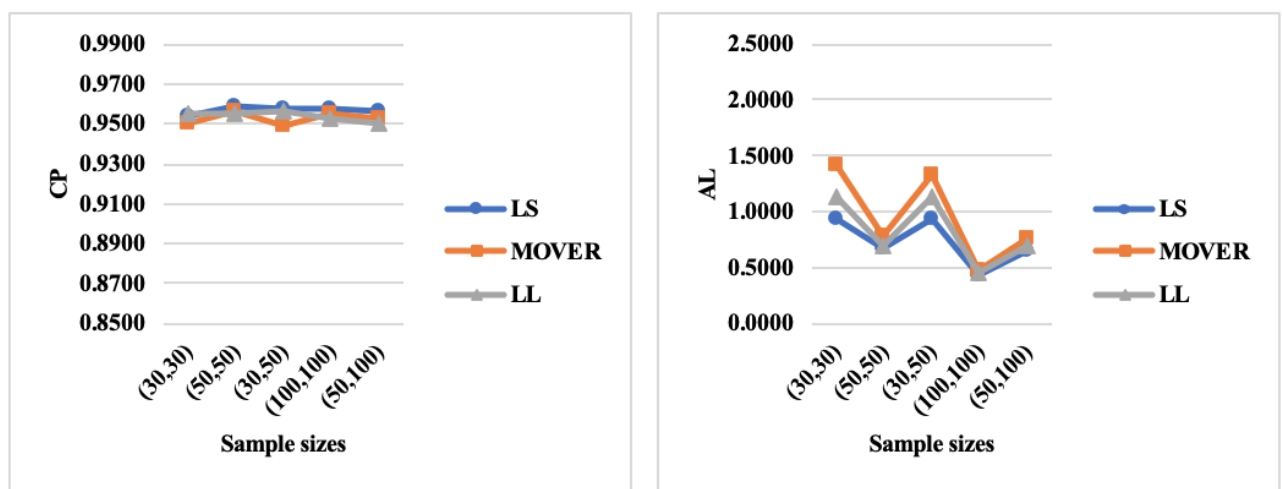 0.9900
0.9700
0.9500
0.9300
0.9100
0.8900
0.8700
0.8500
CP
(30,30)
(50,50)
(30,50)
(100,100)
(50,100)
Sample sizes
LS
MOVER
LL
2.5000
2.0000
1.5000
1.0000
0.5000
0.0000
AL
(30,30)
(50,50)
(30,50)
(100,100)
(50,100)
Sample sizes
LS
MOVER
LL